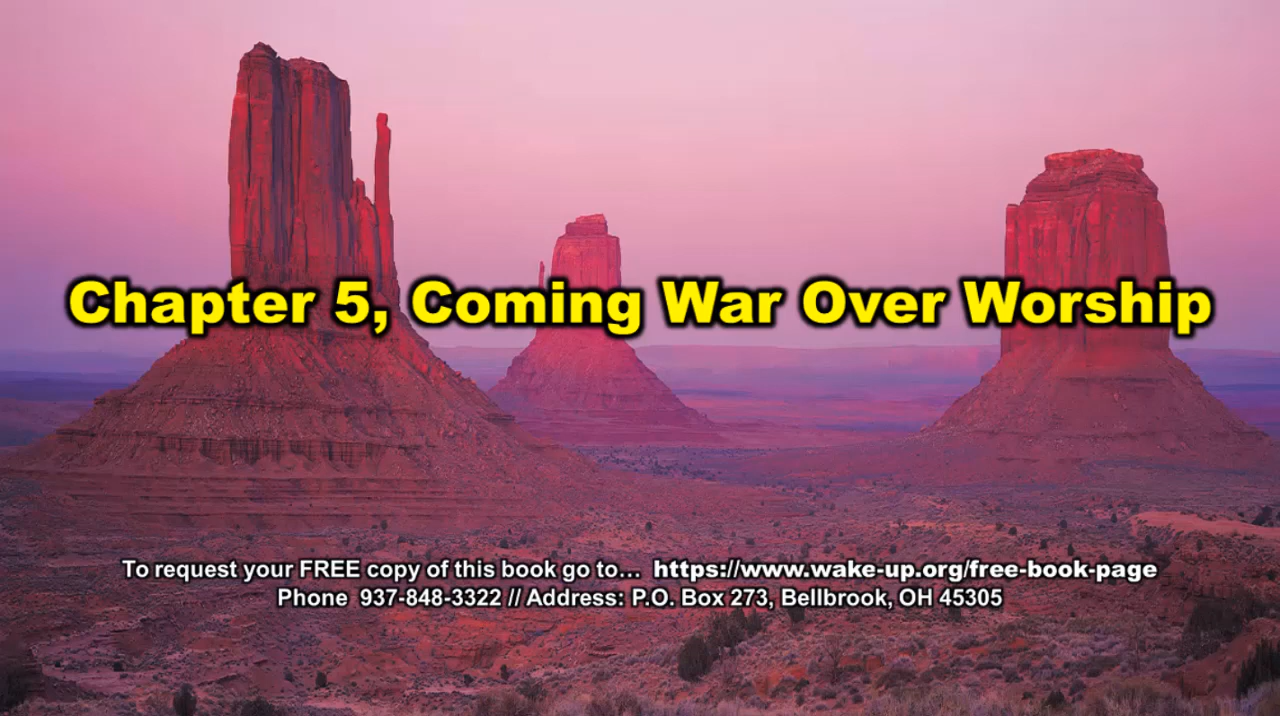 Chapter 5, Coming War Over Worship
To request your FREE copy of this book go to... https://www.wake-up.org/free-book-page
Phone 937-848-3322 // Address: P.O. Box 273, Bellbrook, OH 45305